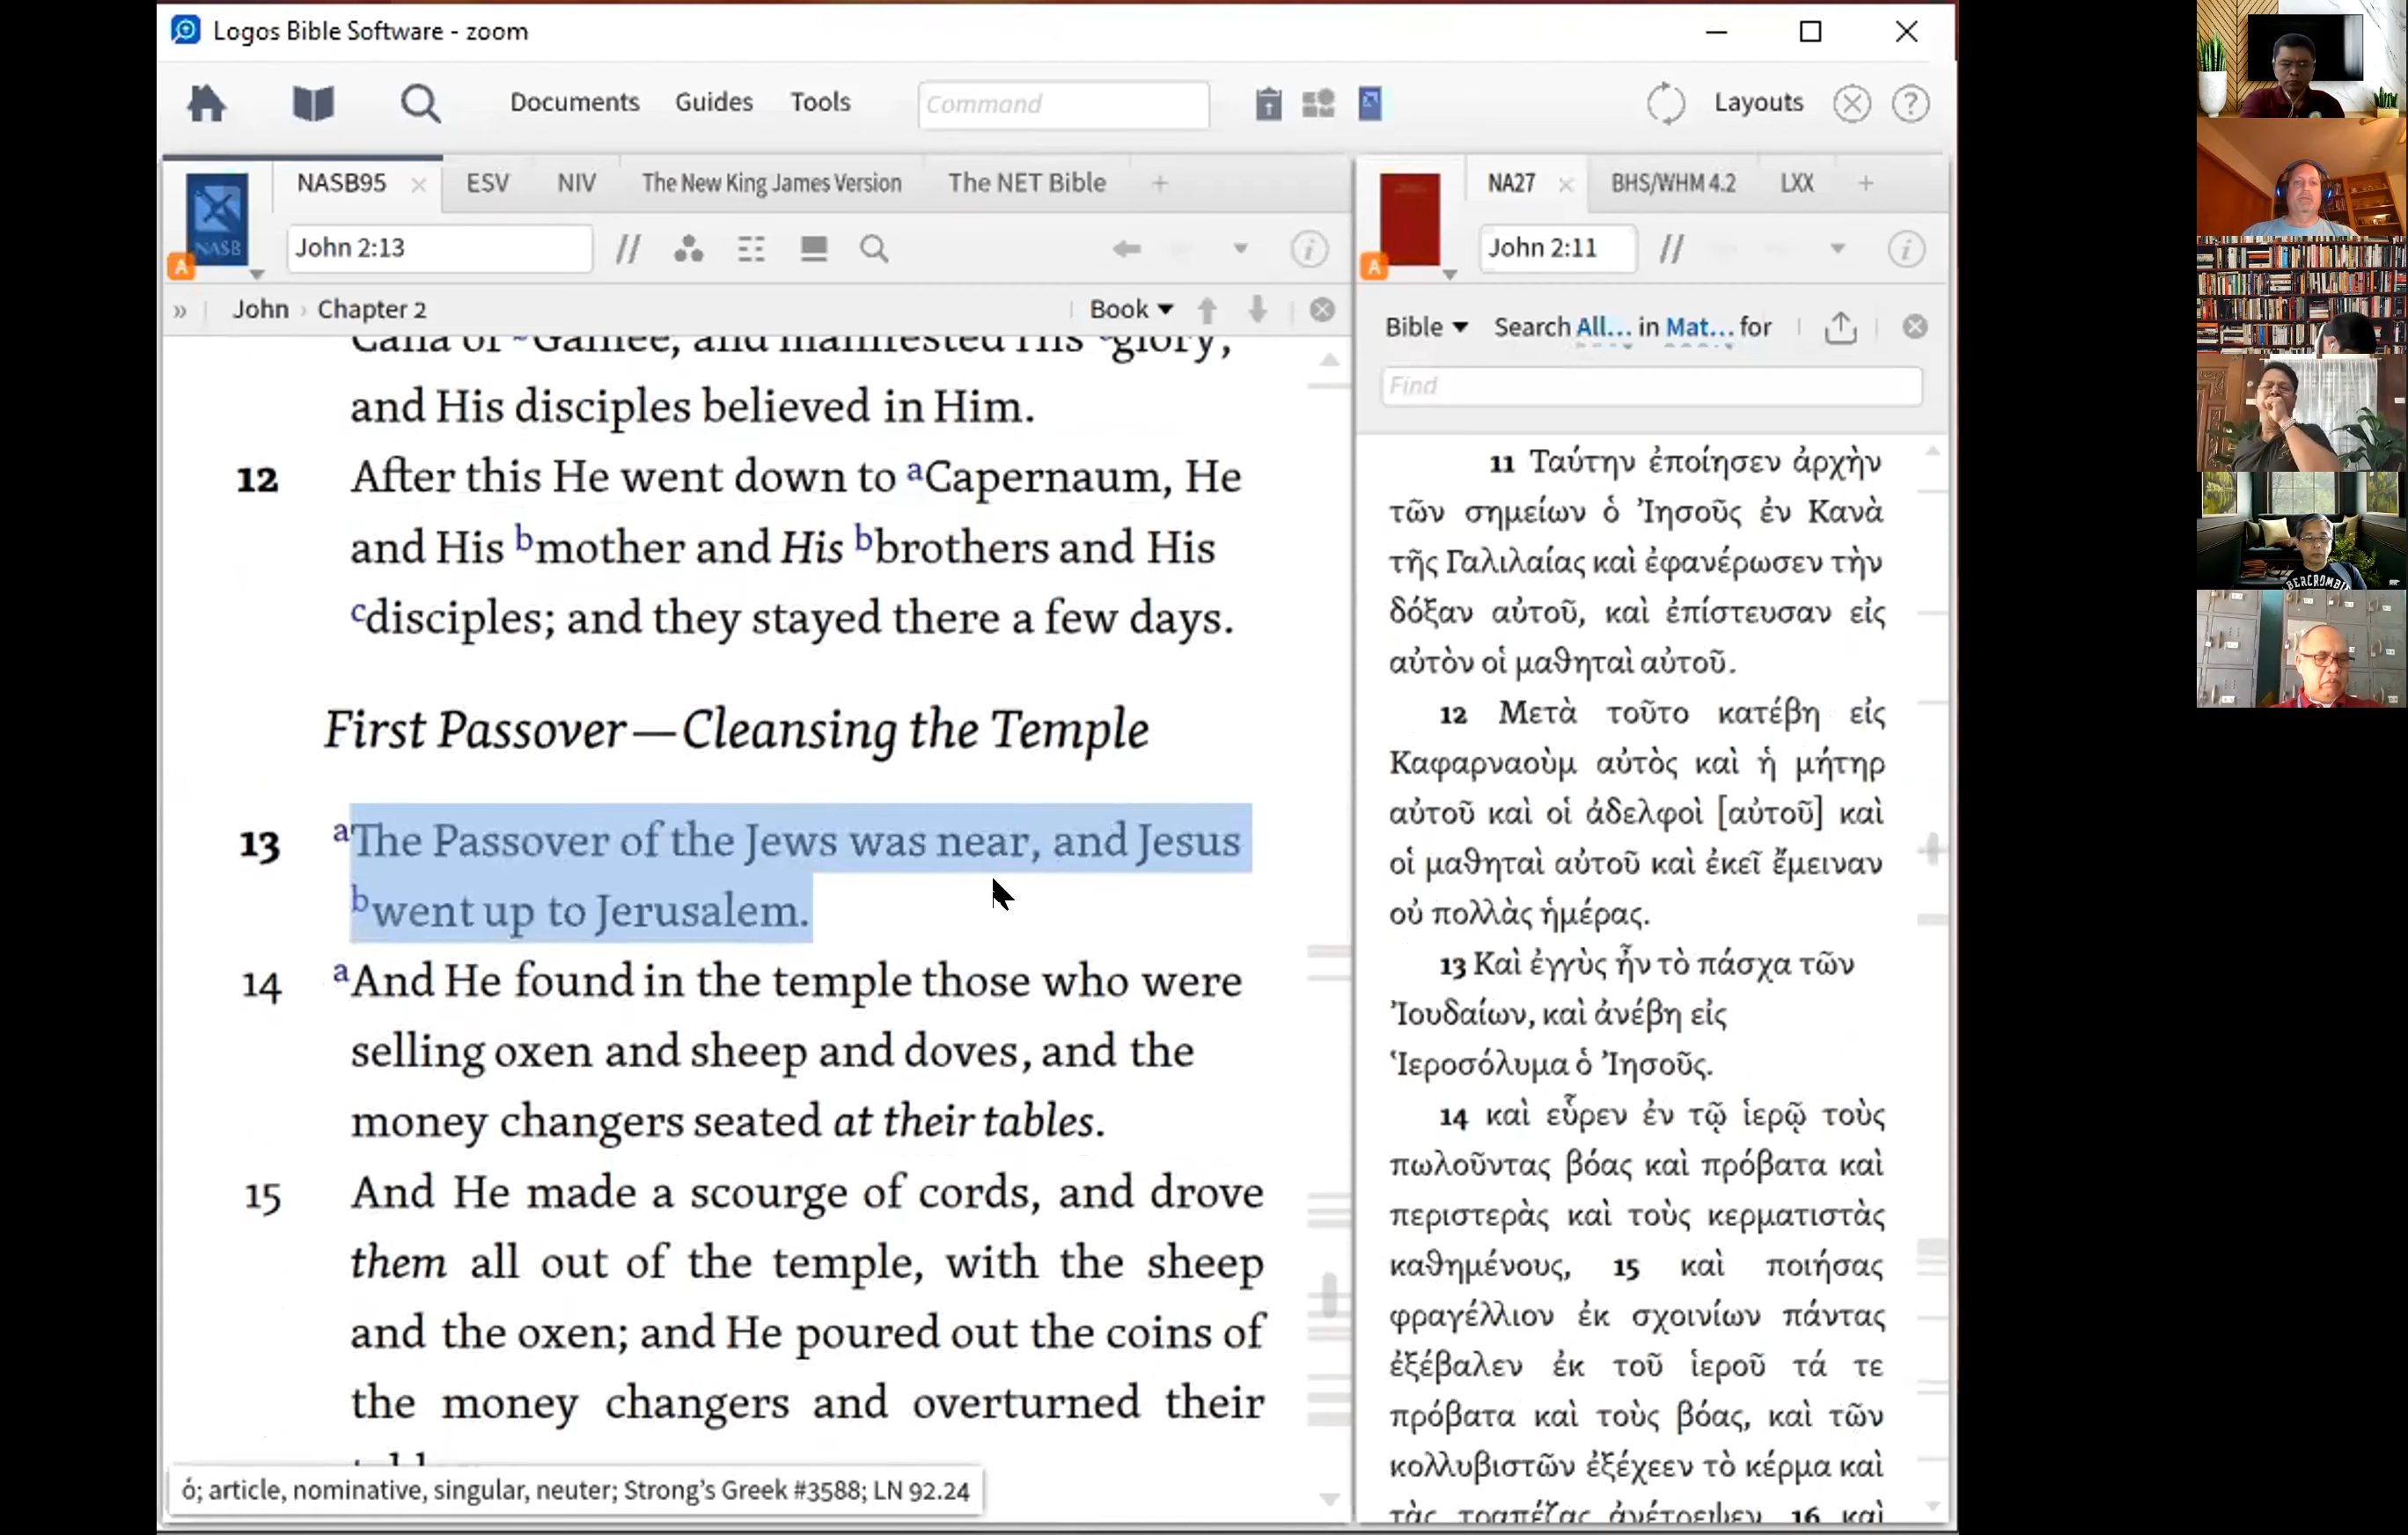 Logos Bible Software - zoom
Documents Guides Tools Command Layouts
NASB95 ESV NIV The New King James Version The NET Bible
NASB
A
John 2:13
» John › Chapter 2 Book
Cana of ᵃGalilee, and manifested His ᵇglory,
and His disciples believed in Him.
12 After this He went down to ᵃCapernaum, He
and His ᵇmother and His ᵇbrothers and His
ᶜdisciples; and they stayed there a few days.
First Passover—Cleansing the Temple
13 ᵃThe Passover of the Jews was near, and Jesus
ᵇwent up to Jerusalem.
14 ᵃAnd He found in the temple those who were
selling oxen and sheep and doves, and the
money changers seated at their tables.
15 And He made a scourge of cords, and drove
them all out of the temple, with the sheep
and the oxen; and He poured out the coins of
the money changers and overturned their
ὁ; article, nominative, singular, neuter; Strong's Greek #3588; LN 92.24
NA27 BHS/WHM 4.2 LXX
A
John 2:11
Bible Search All... in Mat... for
Find
11 Ταύτην ἐποίησεν ἀρχὴν
τῶν σημείων ὁ Ἰησοῦς ἐν Κανὰ
τῆς Γαλιλαίας καὶ ἐφανέρωσεν τὴν
δόξαν αὐτοῦ, καὶ ἐπίστευσαν εἰς
αὐτὸν οἱ μαθηταὶ αὐτοῦ.
12 Μετὰ τοῦτο κατέβη εἰς
Καφαρναοὺμ αὐτὸς καὶ ἡ μήτηρ
αὐτοῦ καὶ οἱ ἀδελφοὶ [αὐτοῦ] καὶ
οἱ μαθηταὶ αὐτοῦ καὶ ἐκεῖ ἔμειναν
οὐ πολλὰς ἡμέρας.
13 Καὶ ἐγγὺς ἦν τὸ πάσχα τῶν
Ἰουδαίων, καὶ ἀνέβη εἰς
Ἱεροσόλυμα ὁ Ἰησοῦς.
14 καὶ εὗρεν ἐν τῷ ἱερῷ τοὺς
πωλοῦντας βόας καὶ πρόβατα καὶ
περιστερὰς καὶ τοὺς κερματιστὰς
καθημένους, 15 καὶ ποιήσας
φραγέλλιον ἐκ σχοινίων πάντας
ἐξέβαλεν ἐκ τοῦ ἱεροῦ τά τε
πρόβατα καὶ τοὺς βόας, καὶ τῶν
κολλυβιστῶν ἐξέχεεν τὸ κέρμα καὶ
τὰς τραπέζας ἀνέτρεψεν, 16 καὶ